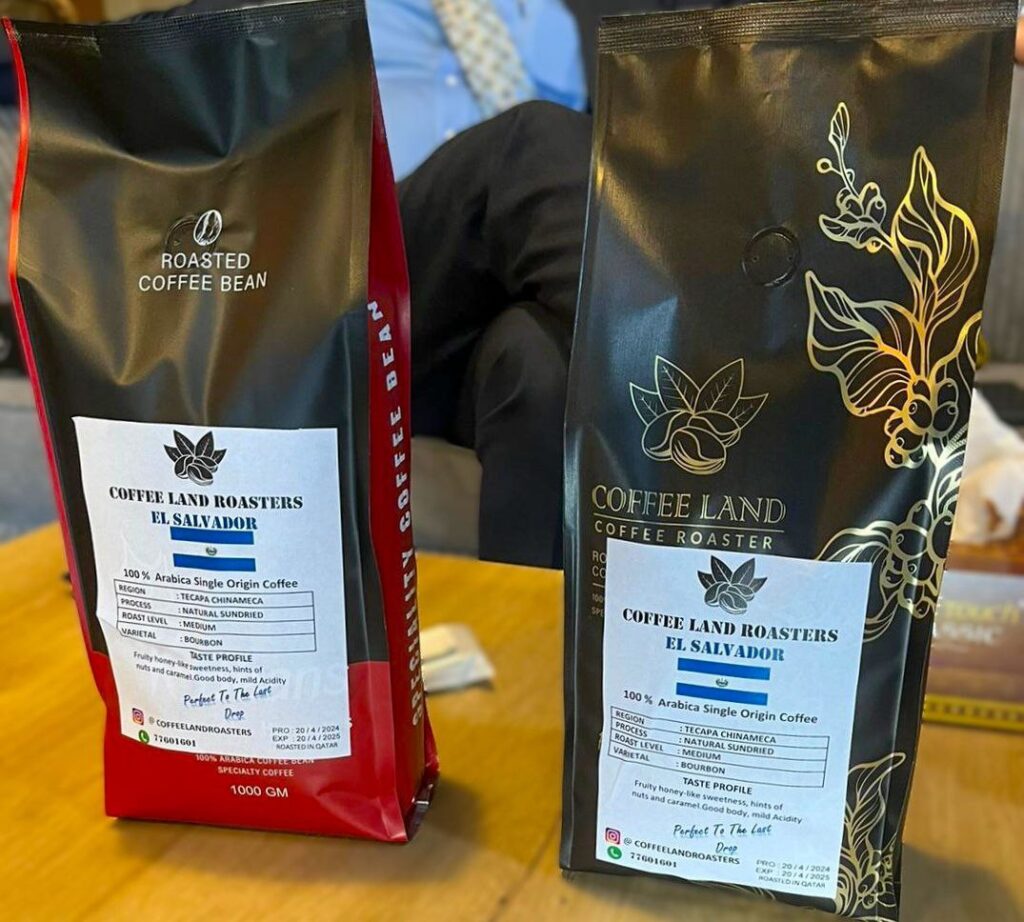 ROASTED
COFFEE BEAN
SPECIALITY COFFEE BEAN
COFFEE LAND ROASTERS
EL SALVADOR
100 % Arabica Single Origin Coffee
REGION : TECAPA CHINAMECA
PROCESS : NATURAL SUNDRIED
ROAST LEVEL : MEDIUM
VARIETAL : BOURBON
TASTE PROFILE
Fruity honey-like sweetness, hints of
nuts and caramel.Good body, mild Acidity
Perfect To The Last
Drop
@COFFEELANDROASTERS
77601601
PRO : 20 / 4 / 2024
EXP : 20 / 4 / 2025
ROASTED IN QATAR
100% ARABICA COFFEE BEAN
SPECIALTY COFFEE
1000 GM
COFFEE LAND
COFFEE ROASTER
COFFEE LAND ROASTERS
EL SALVADOR
100 % Arabica Single Origin Coffee
REGION : TECAPA CHINAMECA
PROCESS : NATURAL SUNDRIED
ROAST LEVEL : MEDIUM
VARIETAL : BOURBON
TASTE PROFILE
Fruity honey-like sweetness, hints of
nuts and caramel.Good body, mild Acidity
Perfect To The Last
Drop
@ COFFEELANDROASTERS
77601601
PRO : 20 / 4 / 2024
EXP : 20 / 4 / 2025
ROASTED IN QATAR